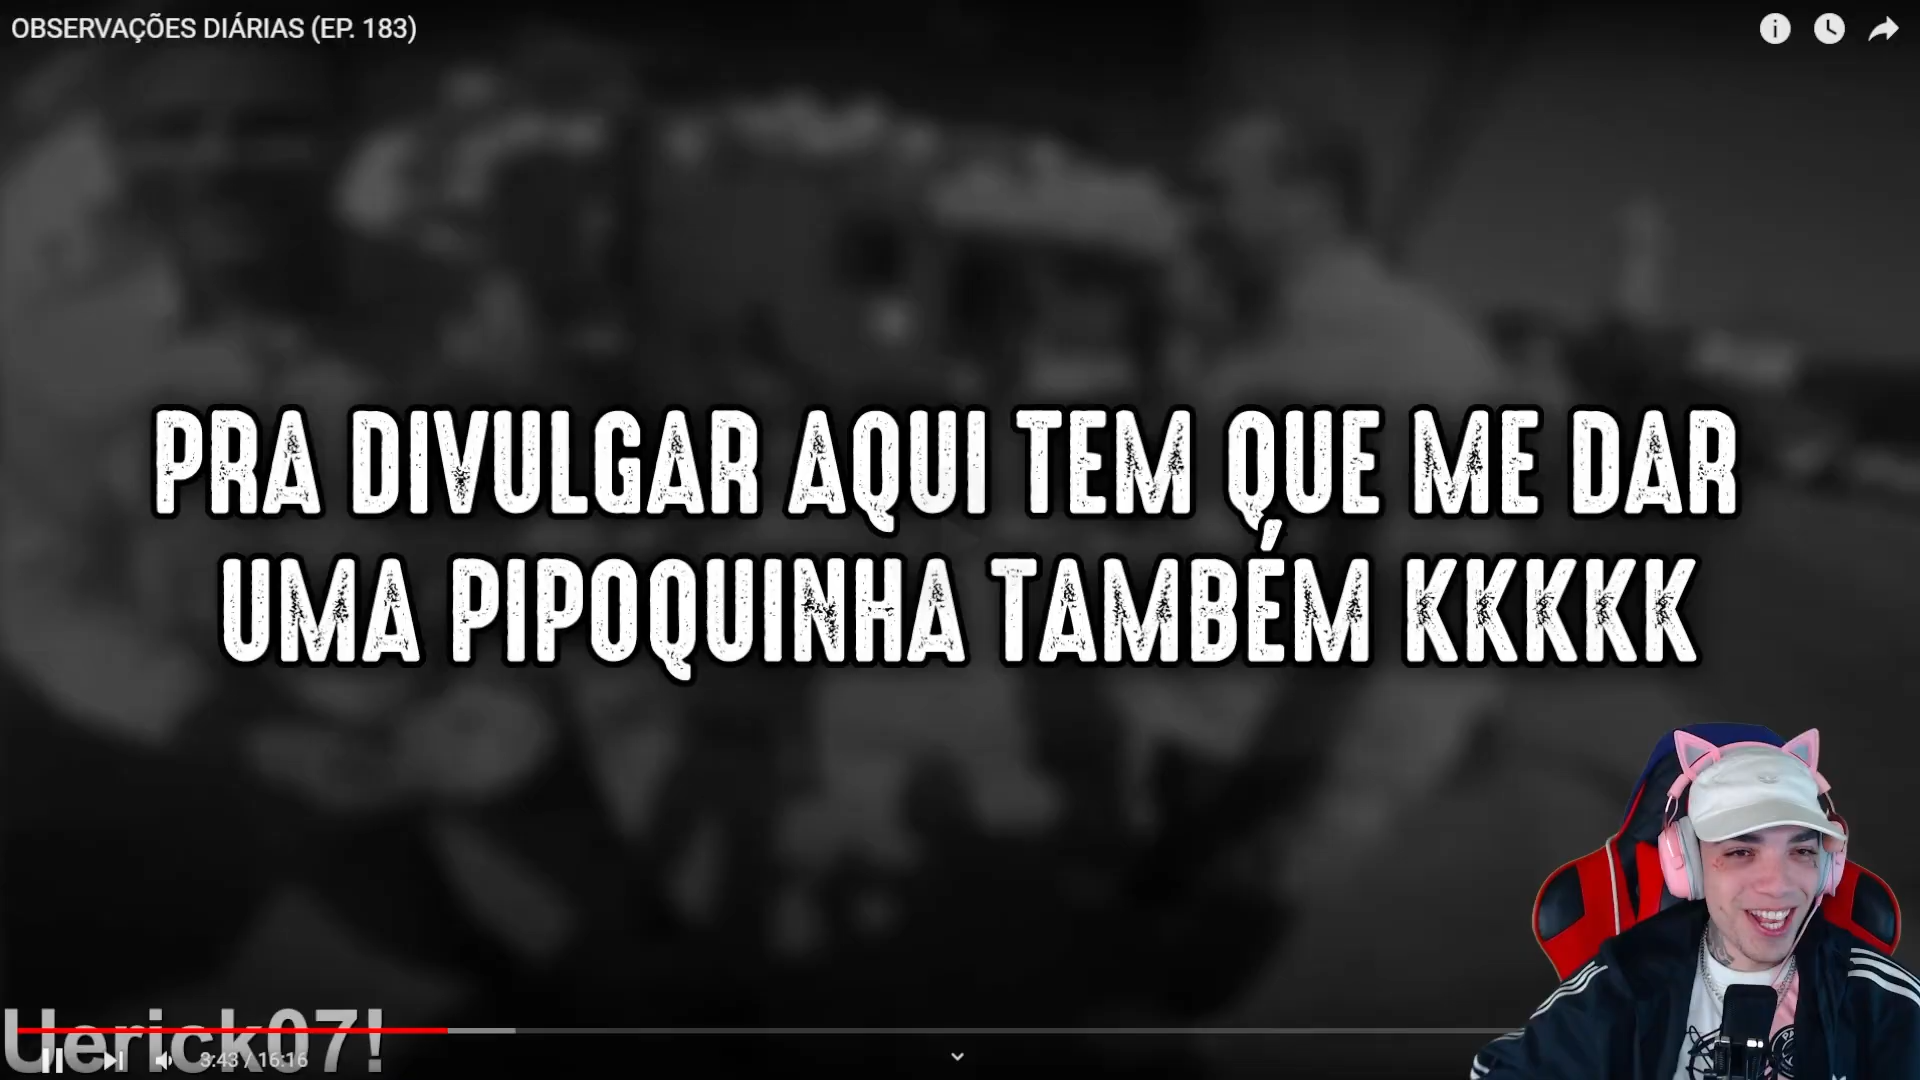 OBSERVAÇÕES DIÁRIAS (EP. 183)
PRA DIVULGAR AQUI TEM QUE ME DAR
UMA PIPOQUINHA TAMBÉM KKKKK
Uerick07!
3:43 / 16:16